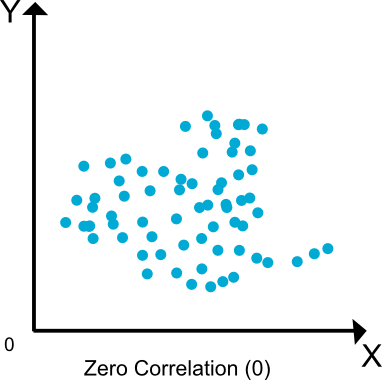 Y
0
X
Zero Correlation (0)